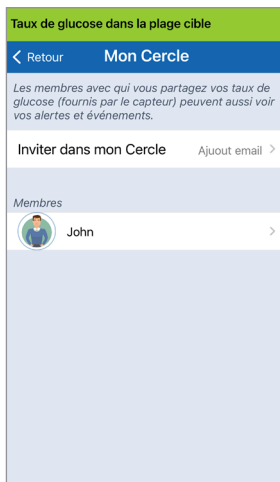 Taux de glucose dans la plage cible
Retour Mon Cercle
Les membres avec qui vous partagez vos taux de
glucose (fournis par le capteur) peuvent aussi voir
vos alertes et événements.
Inviter dans mon Cercle Ajuout email
Membres
John